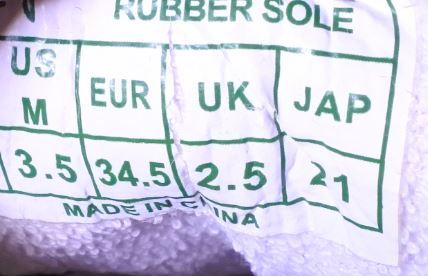 RUBBER SOLE
US M EUR UK JAP
3.5 34.5 2.5 21
MADE IN CHINA